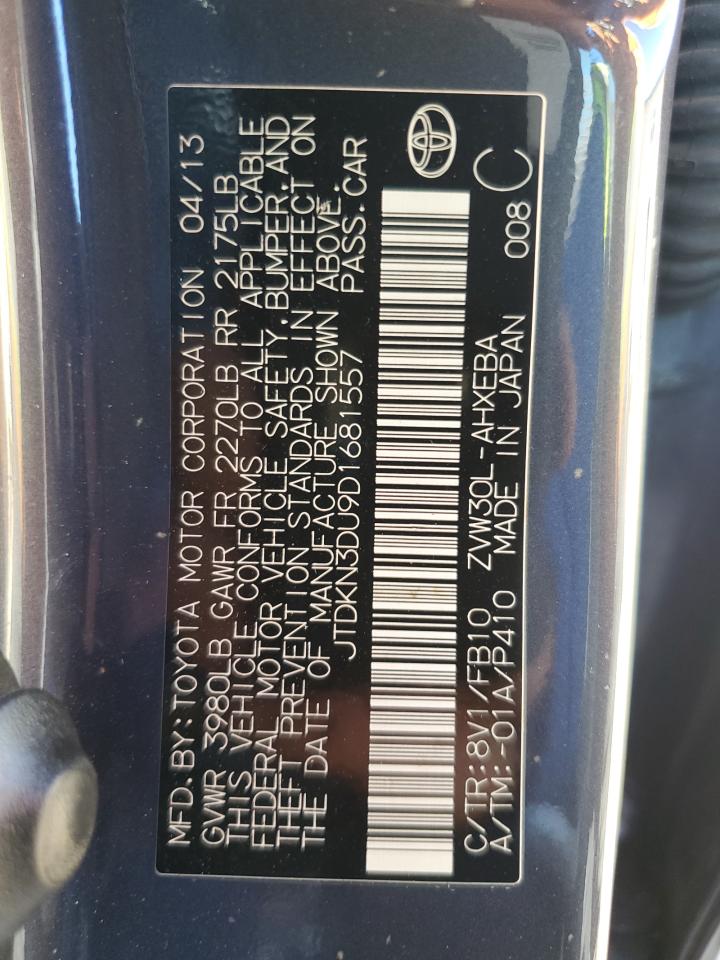 MFD.BY:TOYOTA MOTOR CORPORATION 04/13
GVWR 3980LB GAWR FR 2270LB RR 2175LB
THIS VEHICLE CONFORMS TO ALL APPLICABLE
FEDERAL MOTOR VEHICLE SAFETY,BUMPER,AND
THEFT PREVENTION STANDARDS IN EFFECT ON
THE DATE OF MANUFACTURE SHOWN ABOVE.
JTDKN3DU9D1681557 PASS.CAR
C/TR:8V1/FB10 ZVW30L-AHXEBA 008 C
A/TM:-01A/P410 MADE IN JAPAN